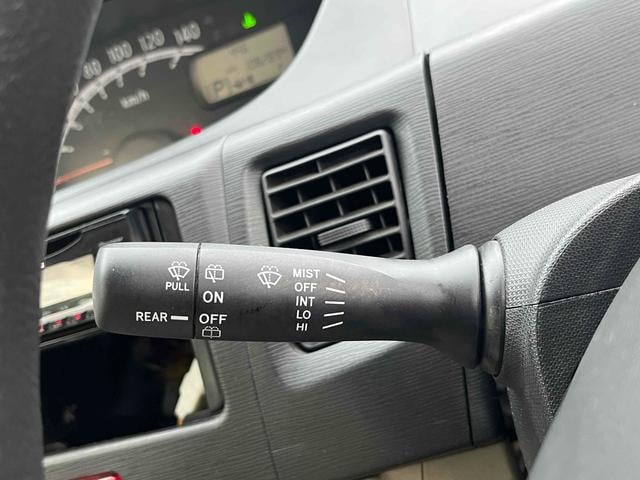 80 100 120 140
km/h
P
PULL
REAR
ON
OFF
MIST
OFF
INT
LO
HI